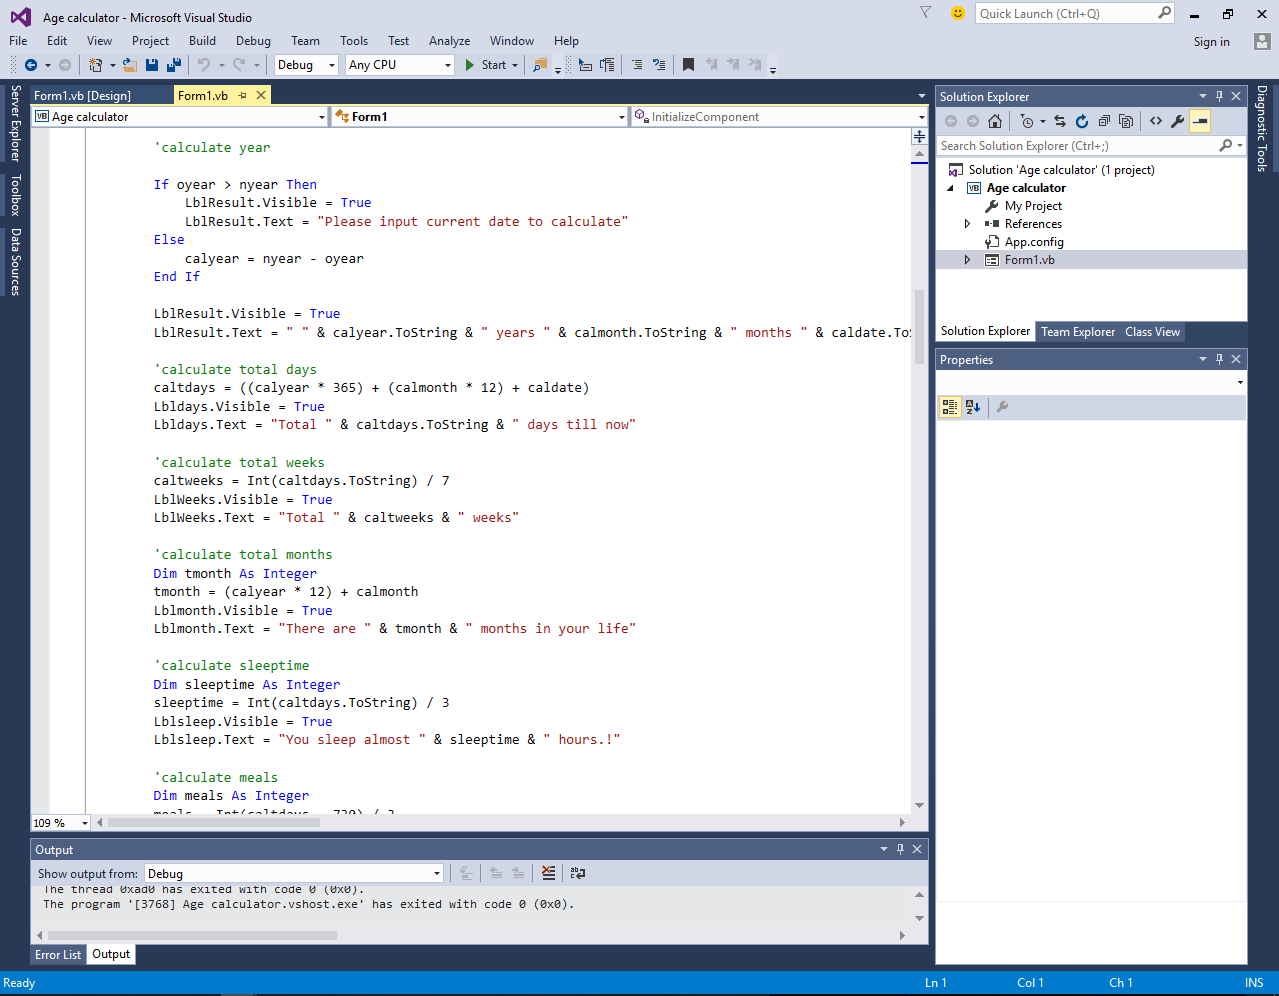 Age calculator - Microsoft Visual Studio
Quick Launch (Ctrl+Q)
File Edit View Project Build Debug Team Tools Test Analyze Window Help
Sign in
Debug Any CPU Start
Form1.vb [Design] Form1.vb
VB Age calculator Form1 InitializeComponent
Server Explorer
Toolbox
Data Sources
'calculate year
If oyear > nyear Then
LblResult.Visible = True
LblResult.Text = "Please input current date to calculate"
Else
calyear = nyear - oyear
End If
LblResult.Visible = True
LblResult.Text = " " & calyear.ToString & " years " & calmonth.ToString & " months " & caldate.ToS
'calculate total days
caltdays = ((calyear * 365) + (calmonth * 12) + caldate)
Lbldays.Visible = True
Lbldays.Text = "Total " & caltdays.ToString & " days till now"
'calculate total weeks
caltweeks = Int(caltdays.ToString) / 7
LblWeeks.Visible = True
LblWeeks.Text = "Total " & caltweeks & " weeks"
'calculate total months
Dim tmonth As Integer
tmonth = (calyear * 12) + calmonth
Lblmonth.Visible = True
Lblmonth.Text = "There are " & tmonth & " months in your life"
'calculate sleeptime
Dim sleeptime As Integer
sleeptime = Int(caltdays.ToString) / 3
Lblsleep.Visible = True
Lblsleep.Text = "You sleep almost " & sleeptime & " hours.!"
'calculate meals
Dim meals As Integer
109 %
Output
Show output from: Debug
The thread 0xad0 has exited with code 0 (0x0).
The program '[3768] Age calculator.vshost.exe' has exited with code 0 (0x0).
Error List Output
Solution Explorer
Search Solution Explorer (Ctrl+;)
Solution 'Age calculator' (1 project)
VB Age calculator
My Project
References
App.config
Form1.vb
Solution Explorer Team Explorer Class View
Properties
Diagnostic Tools
Ready Ln 1 Col 1 Ch 1 INS